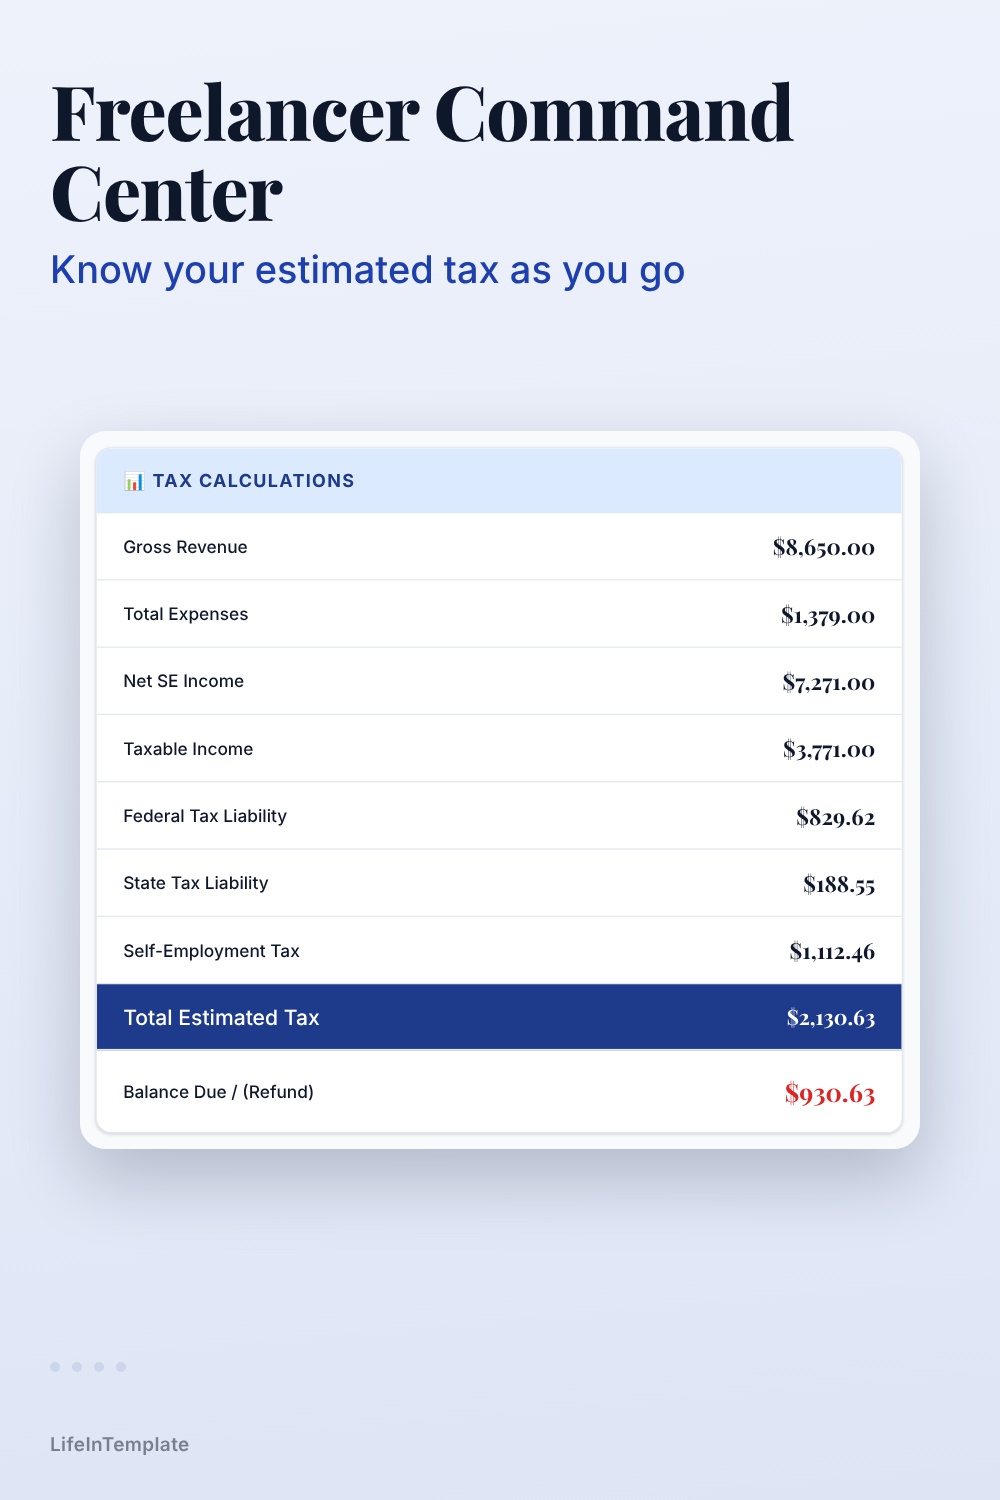 Freelancer Command
Center
Know your estimated tax as you go
📊 TAX CALCULATIONS
Gross Revenue $8,650.00
Total Expenses $1,379.00
Net SE Income $7,271.00
Taxable Income $3,771.00
Federal Tax Liability $829.62
State Tax Liability $188.55
Self-Employment Tax $1,112.46
Total Estimated Tax $2,130.63
Balance Due / (Refund) $930.63
LifeInTemplate